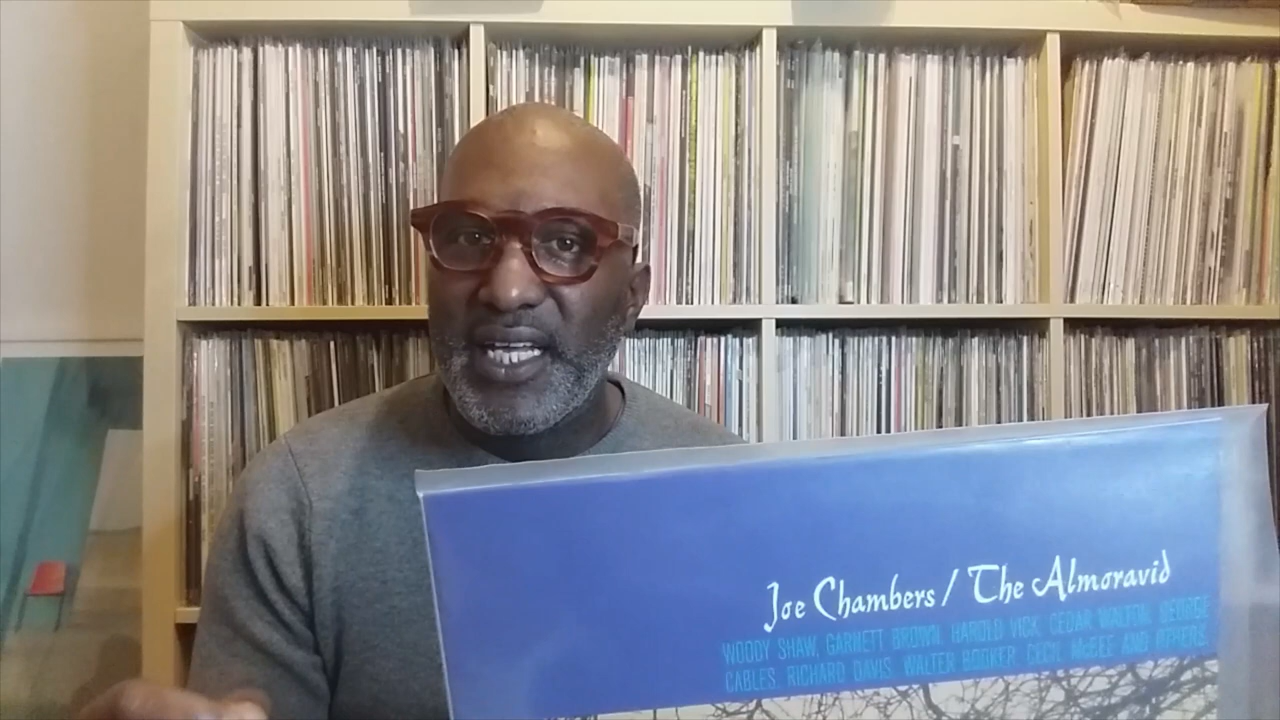 Joe Chambers / The Almoravid
WOODY SHAW, GARNETT BROWN, HAROLD VICK, CEDAR WALTON, GEORGE
CABLES, RICHARD DAVIS, WALTER BOOKER, CECIL McBEE AND OTHERS.